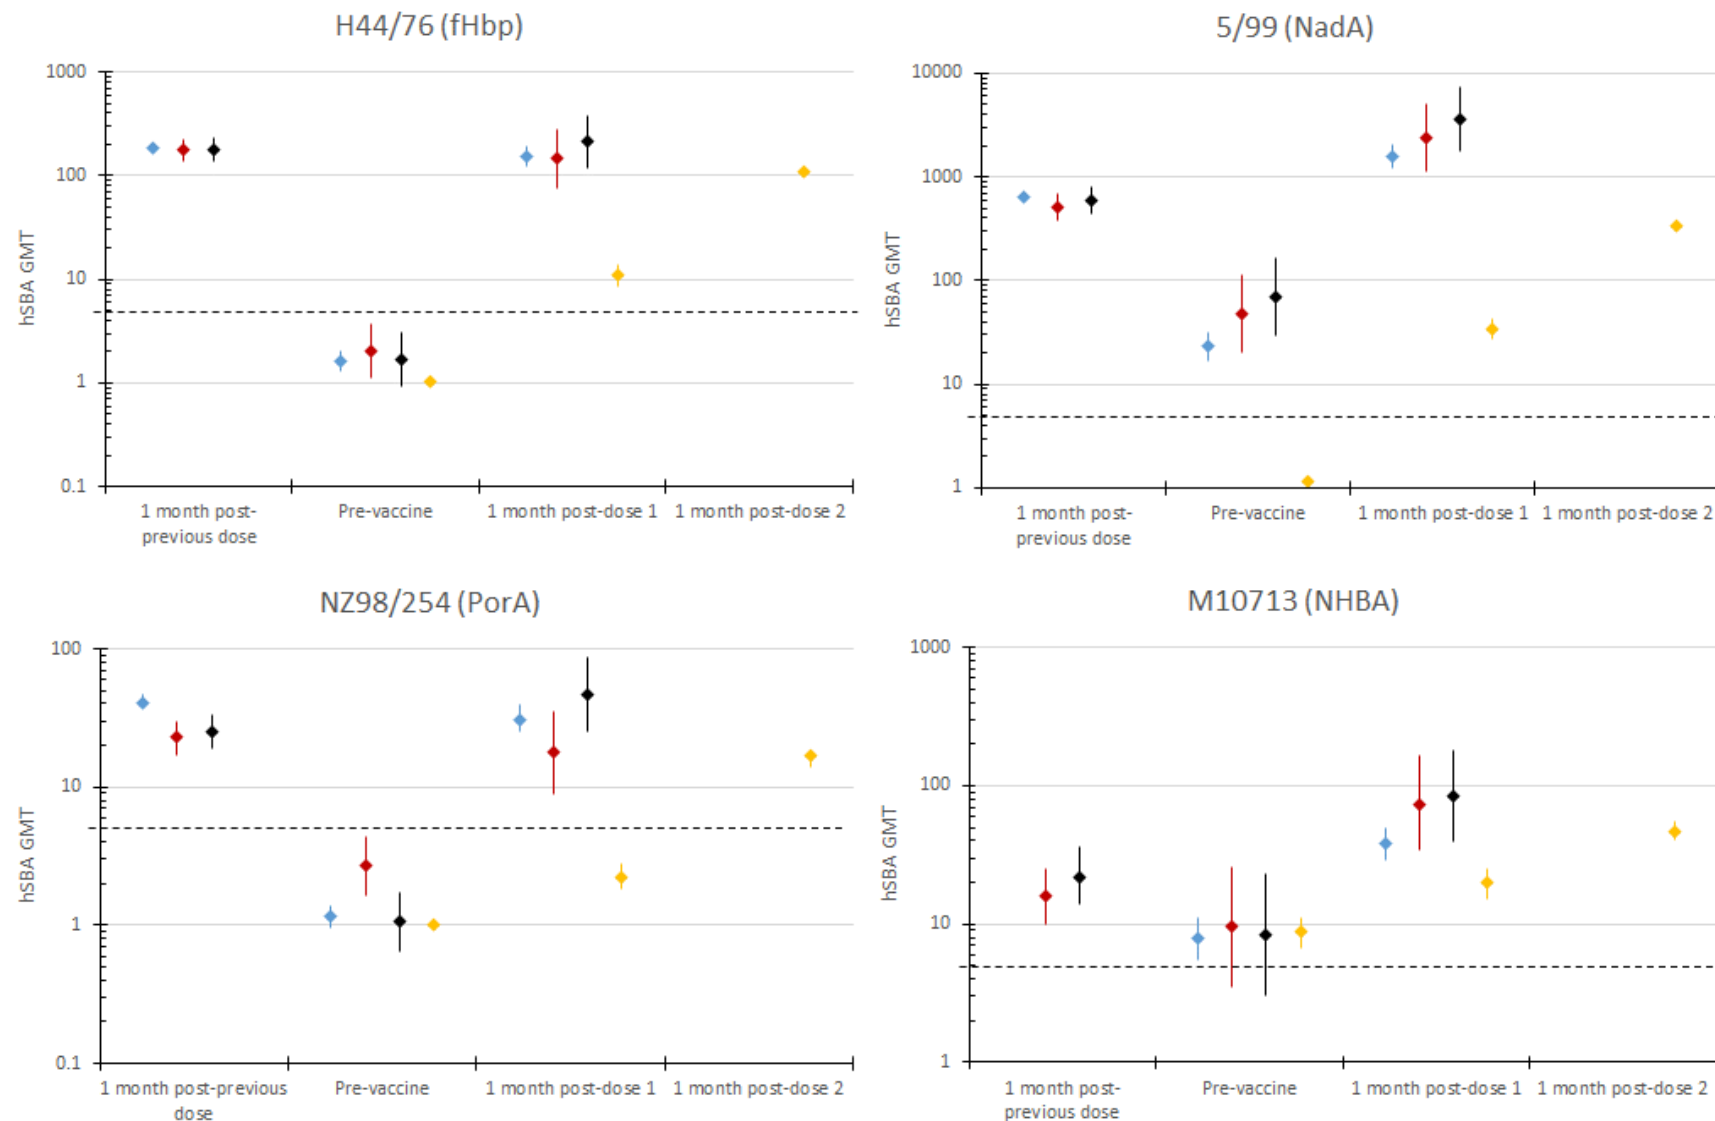 H44/76 (fHbp)
1000
100
10
1
0.1
hSBA GMT
1 month post-
previous dose
Pre-vaccine
1 month post-dose 1
1 month post-dose 2
5/99 (NadA)
10000
1000
100
10
1
hSBA GMT
1 month post-
previous dose
Pre-vaccine
1 month post-dose 1
1 month post-dose 2
NZ98/254 (PorA)
100
10
1
0.1
hSBA GMT
1 month post-previous
dose
Pre-vaccine
1 month post-dose 1
1 month post-dose 2
M10713 (NHBA)
1000
100
10
1
hSBA GMT
1 month post-
previous dose
Pre-vaccine
1 month post-dose 1
1 month post-dose 2